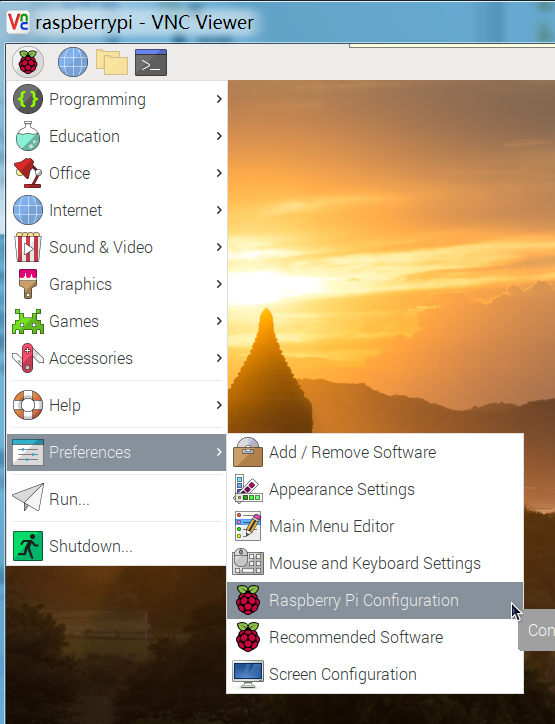 raspberrypi - VNC Viewer
Programming
Education
Office
Internet
Sound & Video
Graphics
Games
Accessories
Help
Preferences
Run...
Shutdown...
Add / Remove Software
Appearance Settings
Main Menu Editor
Mouse and Keyboard Settings
Raspberry Pi Configuration
Recommended Software
Screen Configuration
Con